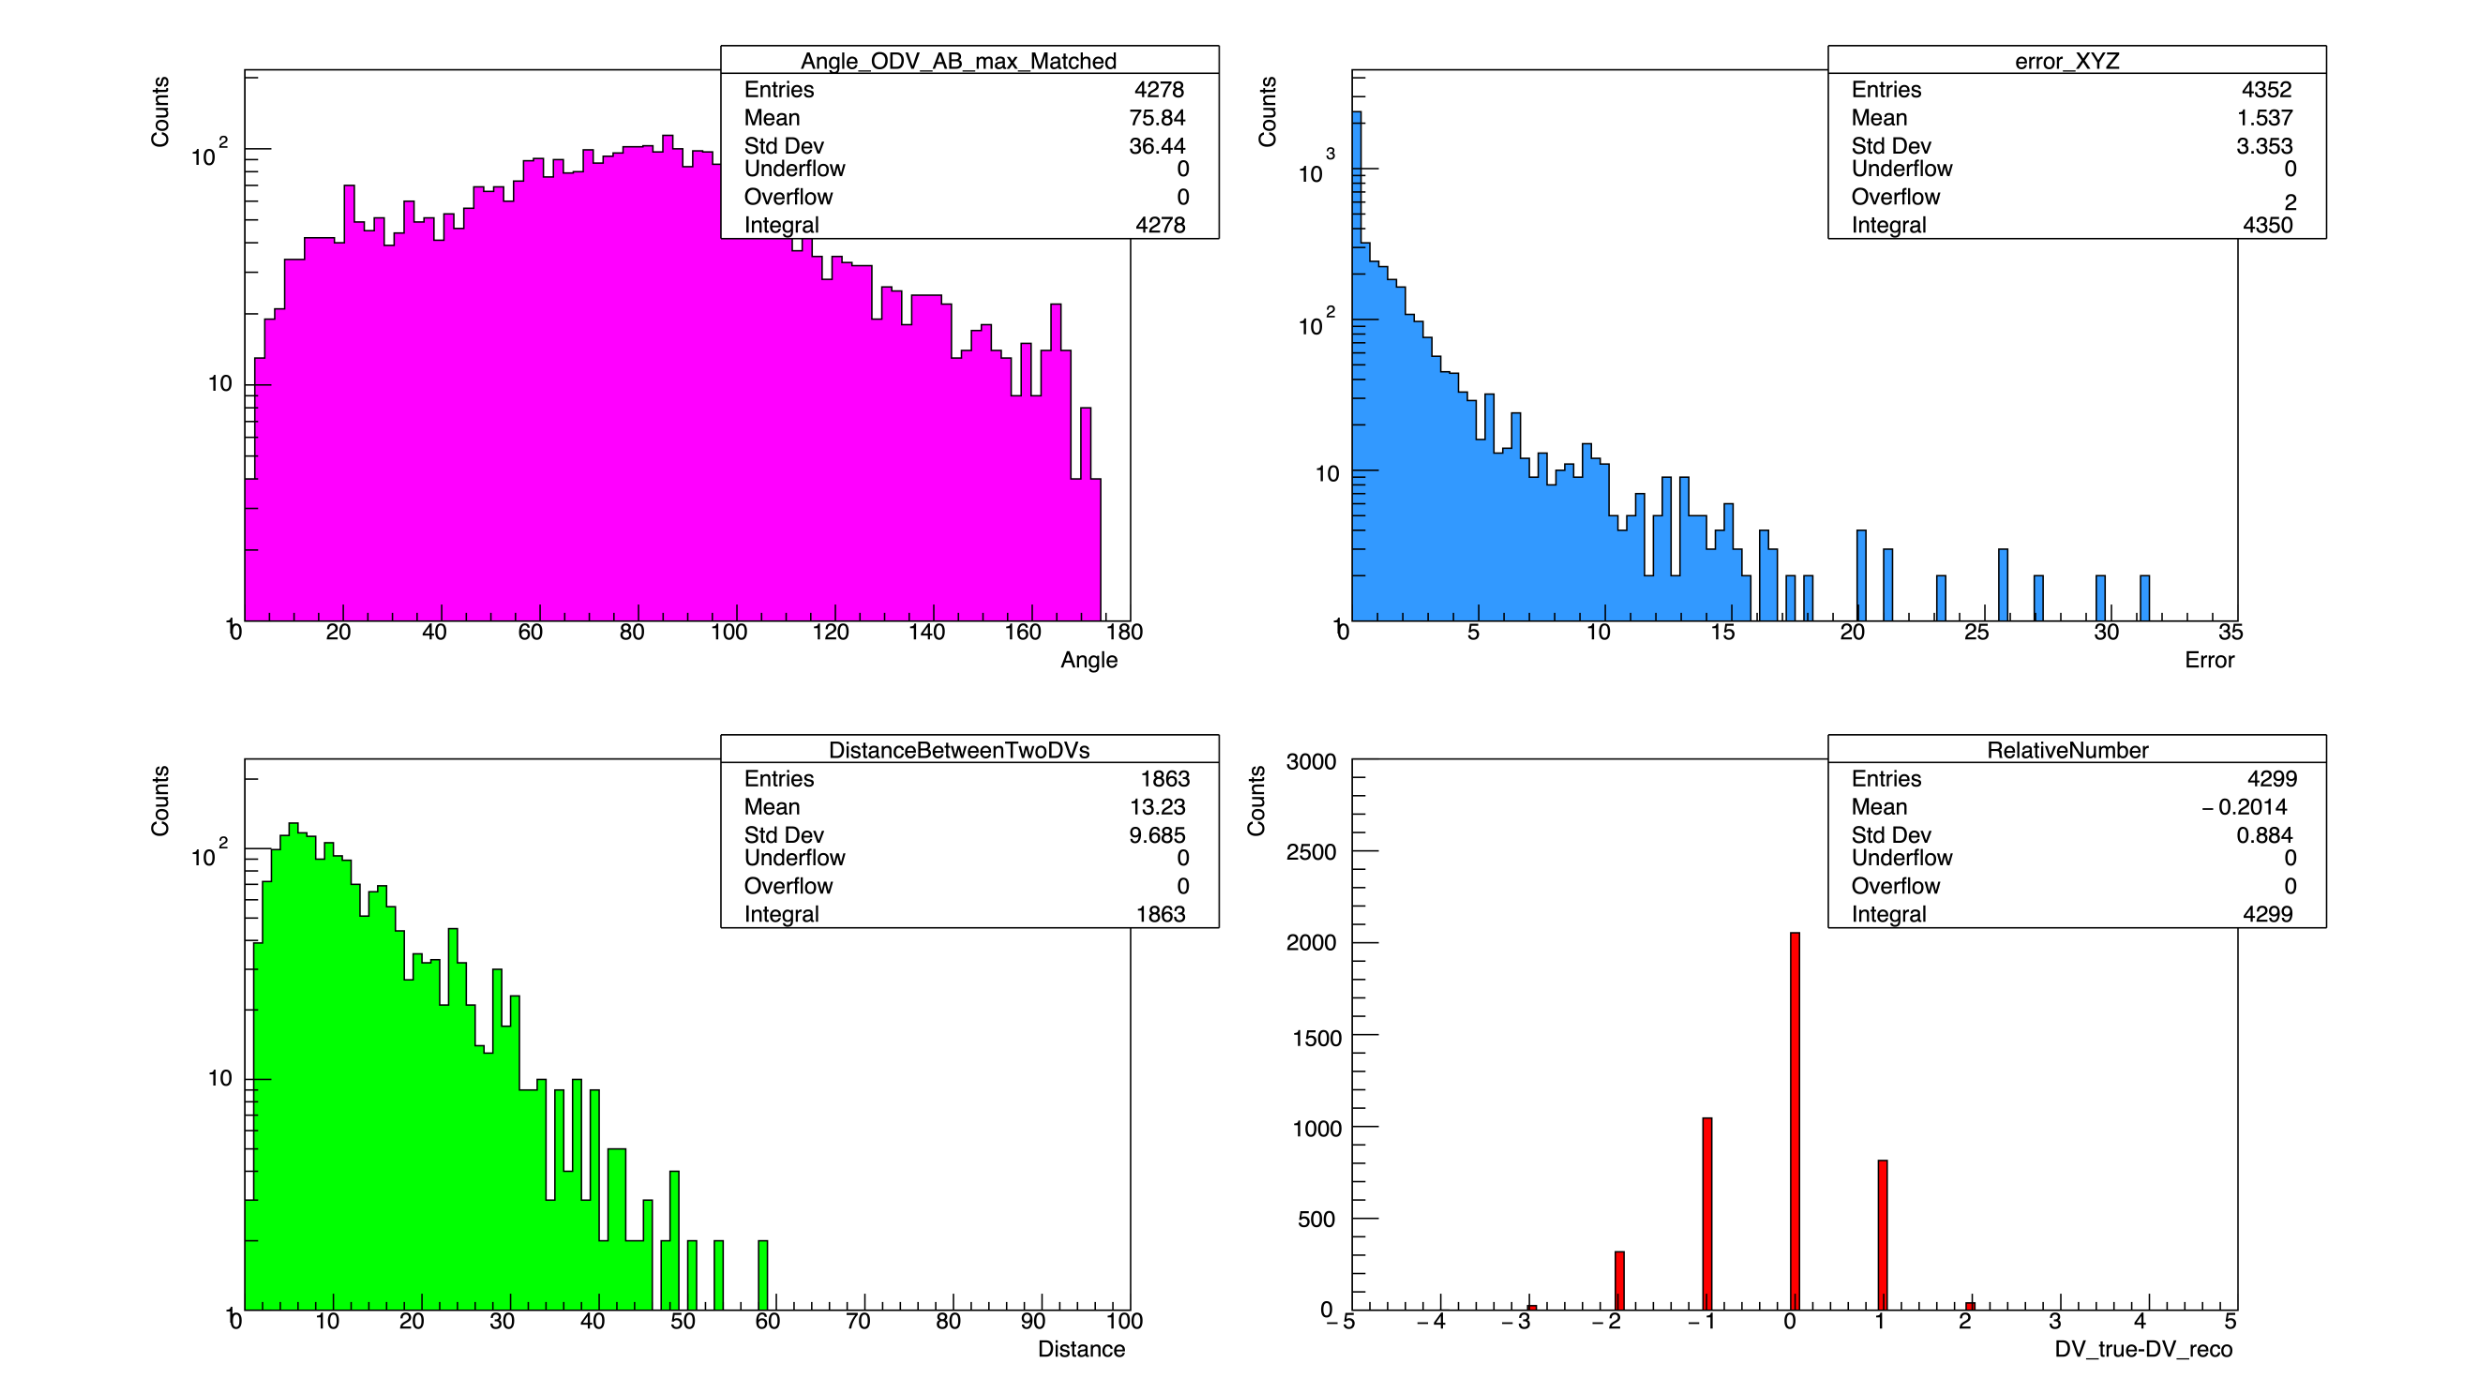 Angle_ODV_AB_max_Matched
Entries 4278
Mean 75.84
Std Dev 36.44
Underflow 0
Overflow 0
Integral 4278
Counts
10 2
10
1
0 20 40 60 80 100 120 140 160 180
Angle
error_XYZ
Entries 4352
Mean 1.537
Std Dev 3.353
Underflow 0
Overflow 2
Integral 4350
Counts
10 3
10 2
10
1
0 5 10 15 20 25 30 35
Error
DistanceBetweenTwoDVs
Entries 1863
Mean 13.23
Std Dev 9.685
Underflow 0
Overflow 0
Integral 1863
Counts
10 2
10
1
0 10 20 30 40 50 60 70 80 90 100
Distance
RelativeNumber
Entries 4299
Mean −0.2014
Std Dev 0.884
Underflow 0
Overflow 0
Integral 4299
Counts
3000
2500
2000
1500
1000
500
0
−5 −4 −3 −2 −1 0 1 2 3 4 5
DV_true-DV_reco